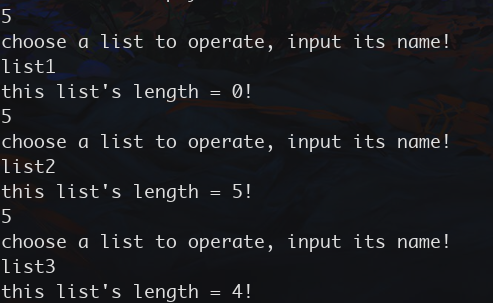 5
choose a list to operate, input its name!
list1
this list's length = 0!
5
choose a list to operate, input its name!
list2
this list's length = 5!
5
choose a list to operate, input its name!
list3
this list's length = 4!